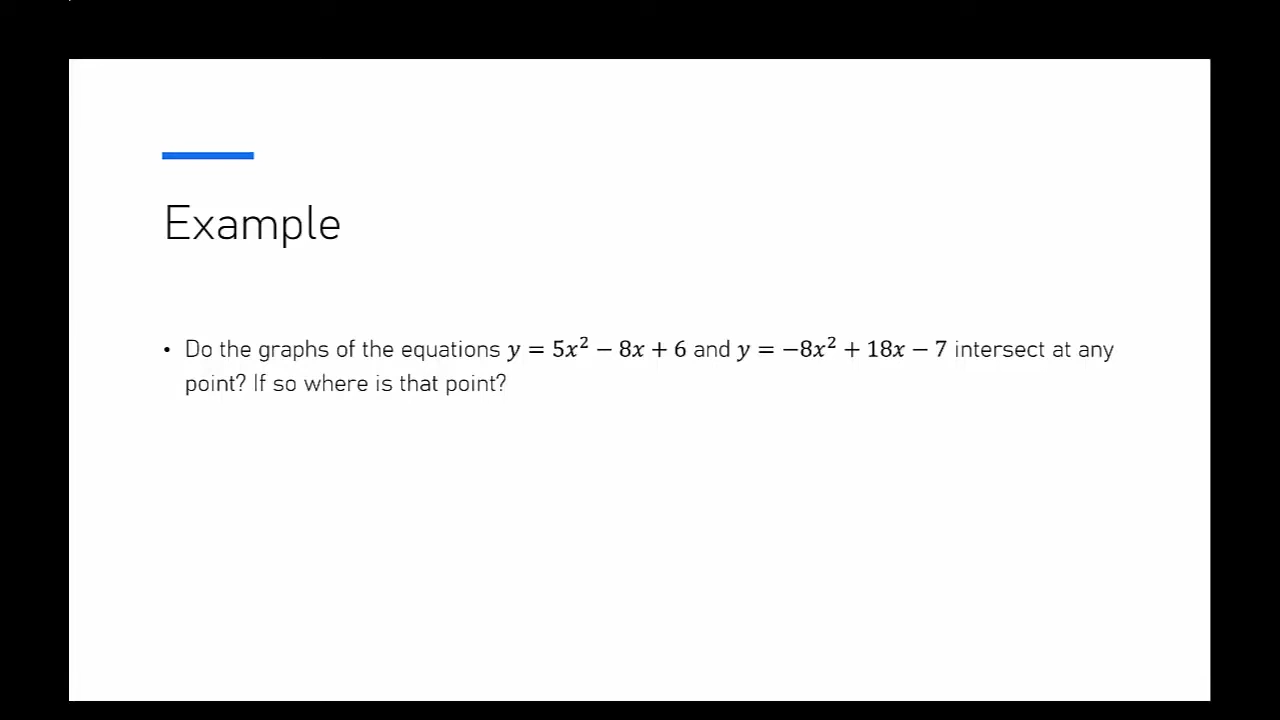 Example
• Do the graphs of the equations 𝑦 = 5𝑥² − 8𝑥 + 6 and 𝑦 = −8𝑥² + 18𝑥 − 7 intersect at any
point? If so where is that point?